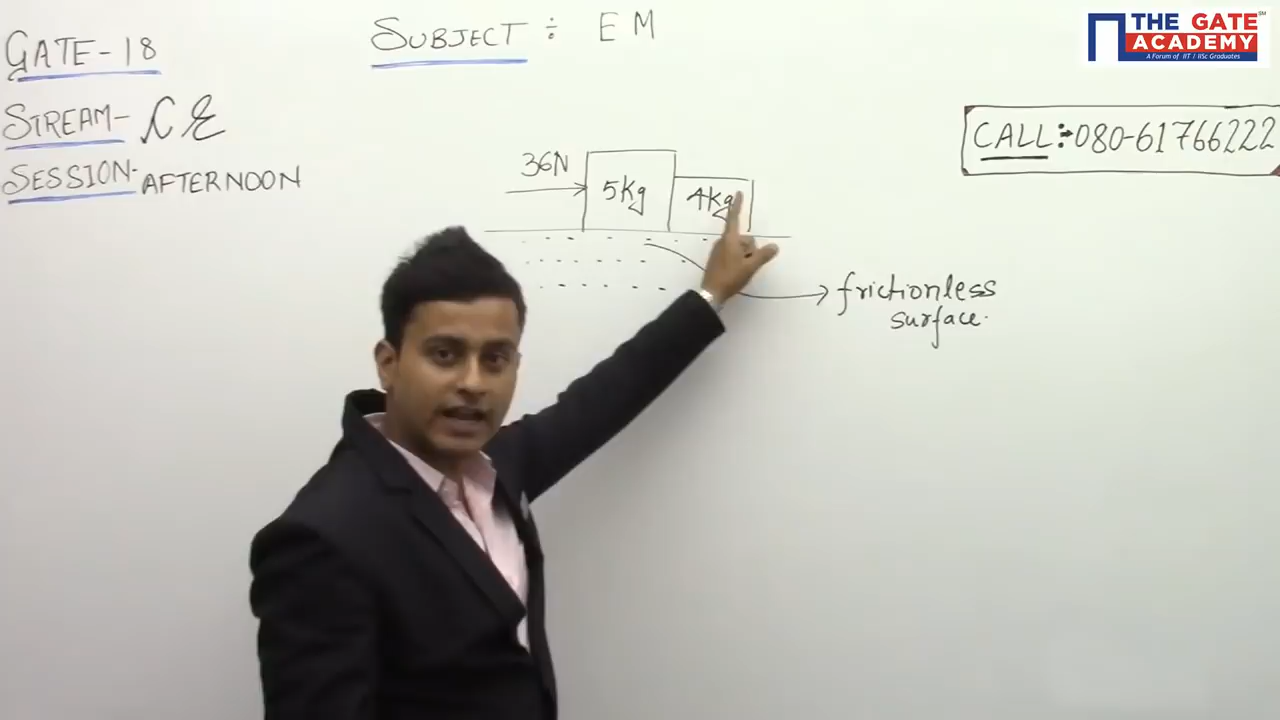 GATE-18
SUBJECT ÷ E M
THE GATE
ACADEMY
SM
A Forum of IIT / IISc Graduates
STREAM- CE
SESSION- AFTERNOON
CALL:-080-61766222
36N
5Kg
4Kg
frictionless
surface.